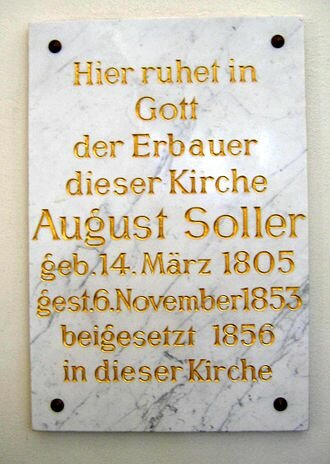 Hier ruhet in
Gott
der Erbauer
dieser Kirche
August Soller
geb. 14. März 1805
gest. 6. November 1853
beigesetzt 1856
in dieser Kirche